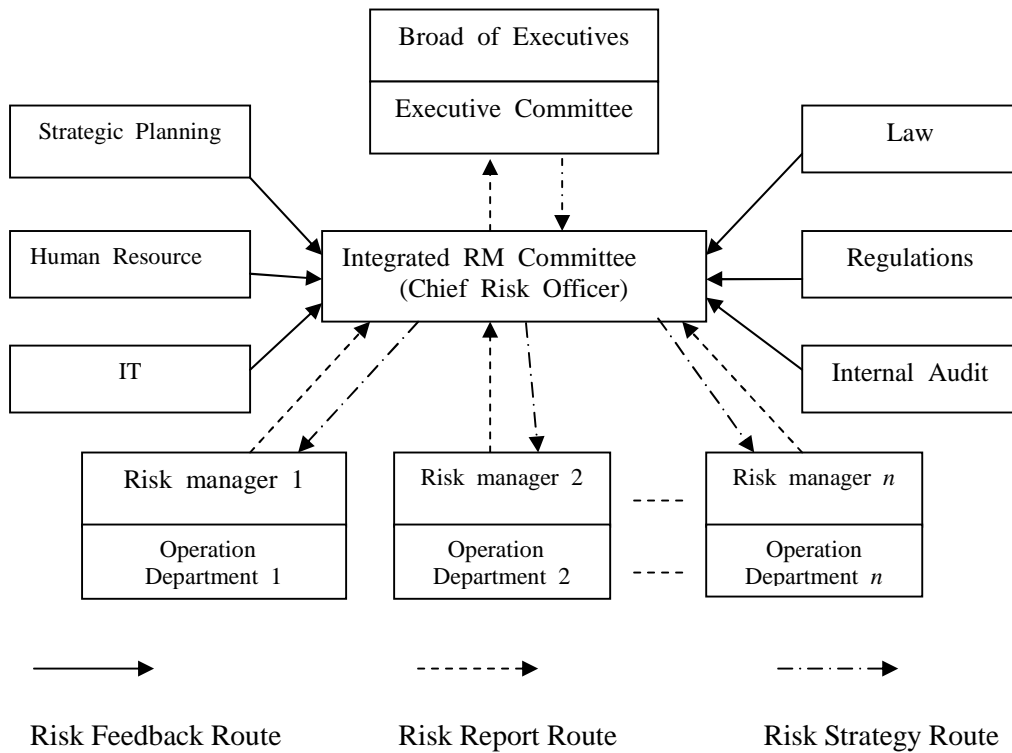 Broad of Executives
Executive Committee
Strategic Planning
Law
Human Resource
Integrated RM Committee
(Chief Risk Officer)
Regulations
IT
Internal Audit
Risk manager 1
Risk manager 2
Risk manager n
Operation
Department 1
Operation
Department 2
Operation
Department n
Risk Feedback Route
Risk Report Route
Risk Strategy Route